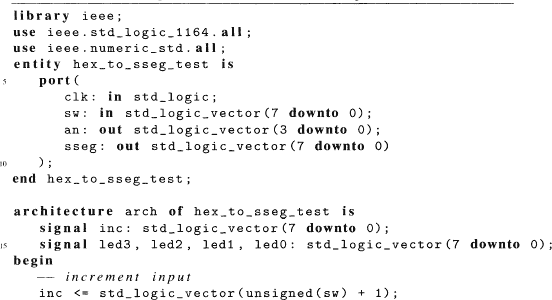 library ieee;
use ieee.std_logic_1164.all;
use ieee.numeric_std.all;
entity hex_to_sseg_test is
5 port(
clk: in std_logic;
sw: in std_logic_vector(7 downto 0);
an: out std_logic_vector(3 downto 0);
sseg: out std_logic_vector(7 downto 0)
10 );
end hex_to_sseg_test;
architecture arch of hex_to_sseg_test is
signal inc: std_logic_vector(7 downto 0);
15 signal led3, led2, led1, led0: std_logic_vector(7 downto 0);
begin
-- increment input
inc <= std_logic_vector(unsigned(sw) + 1);